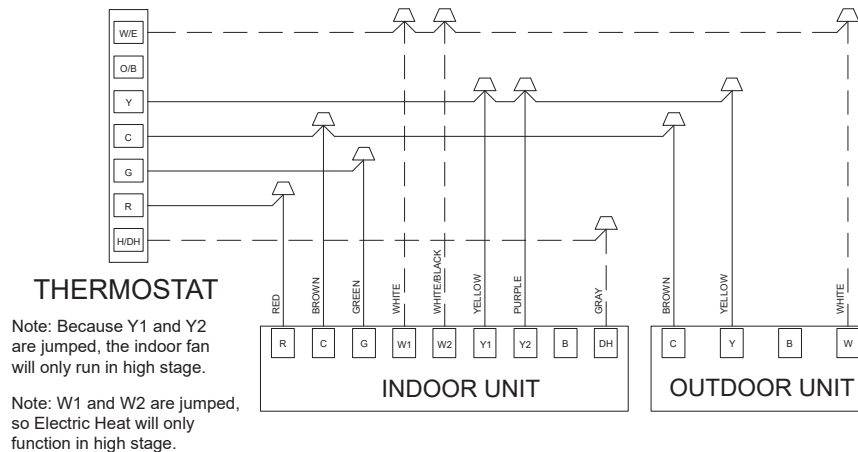 W/E
O/B
Y
C
G
R
H/DH
THERMOSTAT
Note: Because Y1 and Y2
are jumped, the indoor fan
will only run in high stage.
Note: W1 and W2 are jumped,
so Electric Heat will only
function in high stage.
RED
BROWN
GREEN
WHITE
WHITE/BLACK
YELLOW
PURPLE
GRAY
R
C
G
W1
W2
Y1
Y2
B
DH
INDOOR UNIT
BROWN
YELLOW
WHITE
C
Y
B
W
OUTDOOR UNIT